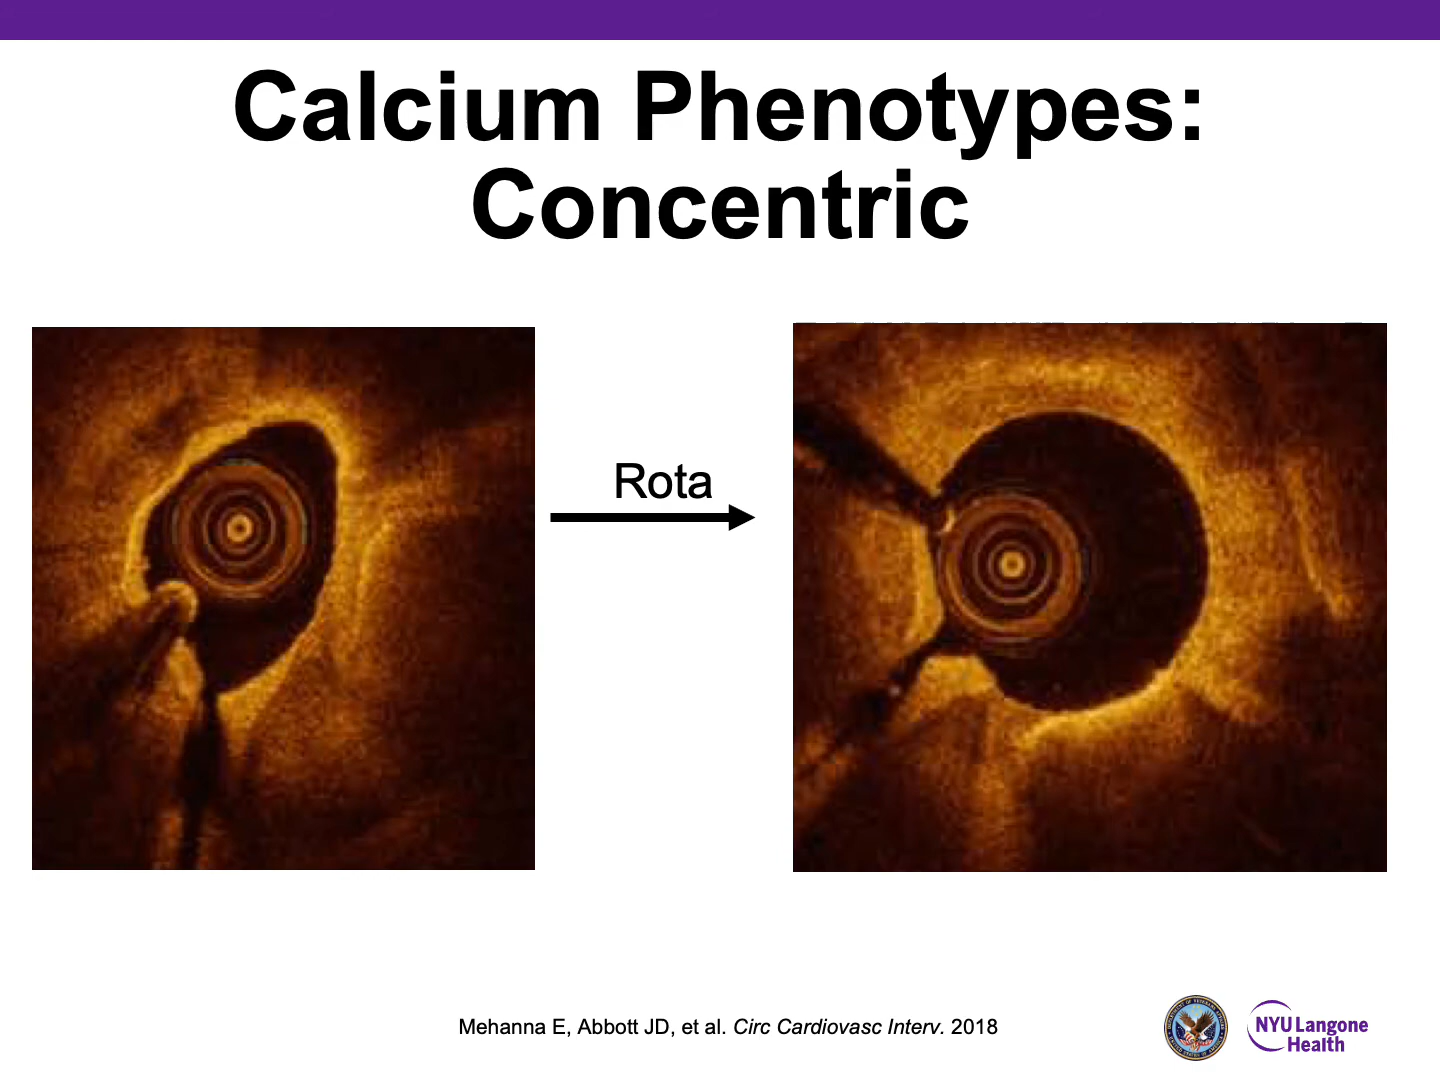 Calcium Phenotypes:
Concentric
Rota
Mehanna E, Abbott JD, et al. Circ Cardiovasc Interv. 2018
NYU Langone
Health